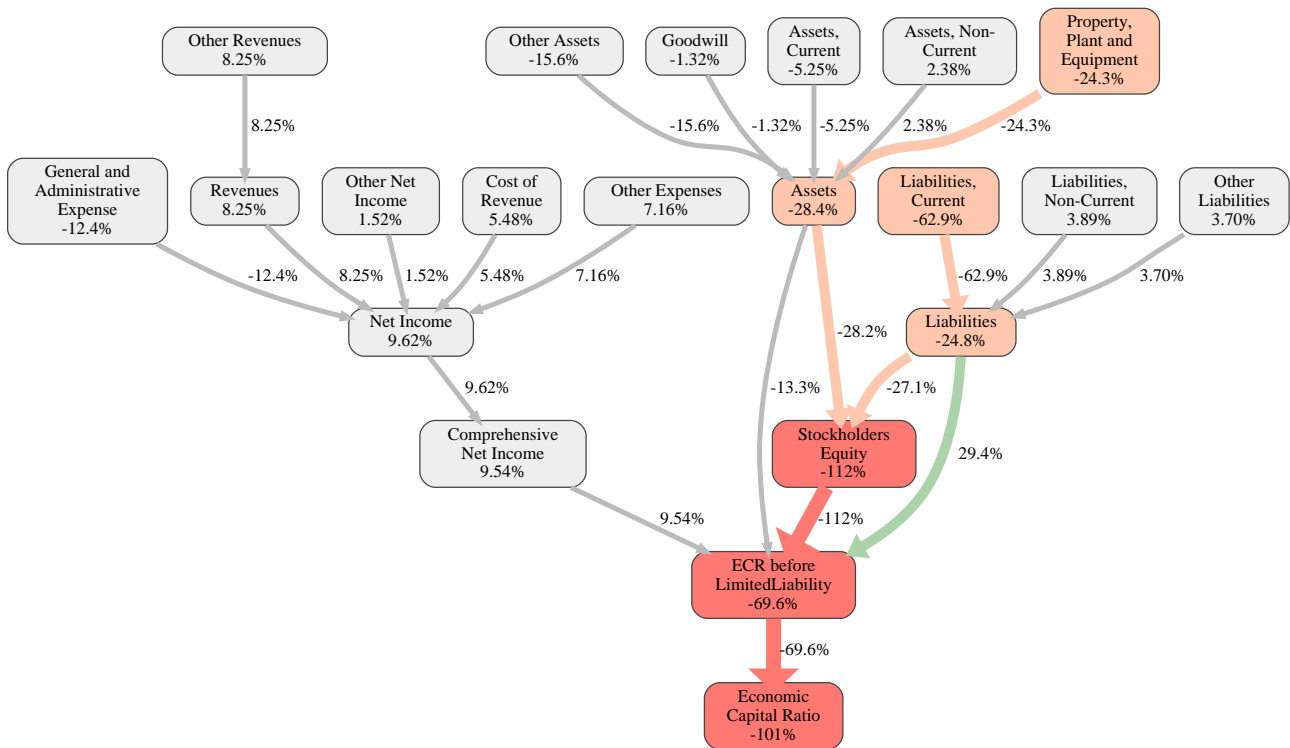 Other Revenues
8.25%
Other Assets
-15.6%
Goodwill
-1.32%
Assets,
Current
-5.25%
Assets, Non-
Current
2.38%
Property,
Plant and
Equipment
-24.3%
8.25%
-15.6%
-1.32%
-5.25%
2.38%
-24.3%
General and
Administrative
Expense
-12.4%
Revenues
8.25%
Other Net
Income
1.52%
Cost of
Revenue
5.48%
Other Expenses
7.16%
Assets
-28.4%
Liabilities,
Current
-62.9%
Liabilities,
Non-Current
3.89%
Other
Liabilities
3.70%
-12.4%
8.25%
1.52%
5.48%
7.16%
-62.9%
3.89%
3.70%
Net Income
9.62%
-28.2%
Liabilities
-24.8%
9.62%
-13.3%
-27.1%
Comprehensive
Net Income
9.54%
Stockholders
Equity
-112%
29.4%
9.54%
-112%
ECR before
LimitedLiability
-69.6%
-69.6%
Economic
Capital Ratio
-101%